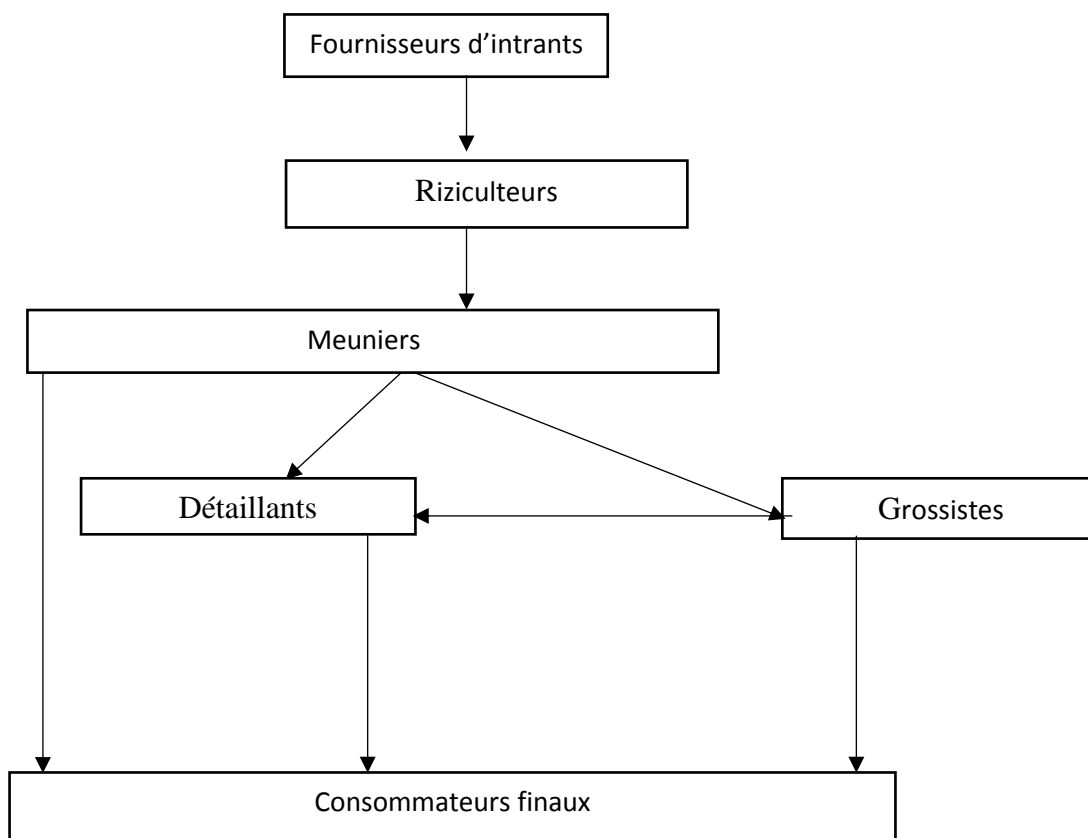 Fournisseurs d’intrants
Riziculteurs
Meuniers
Détaillants
Grossistes
Consommateurs finaux